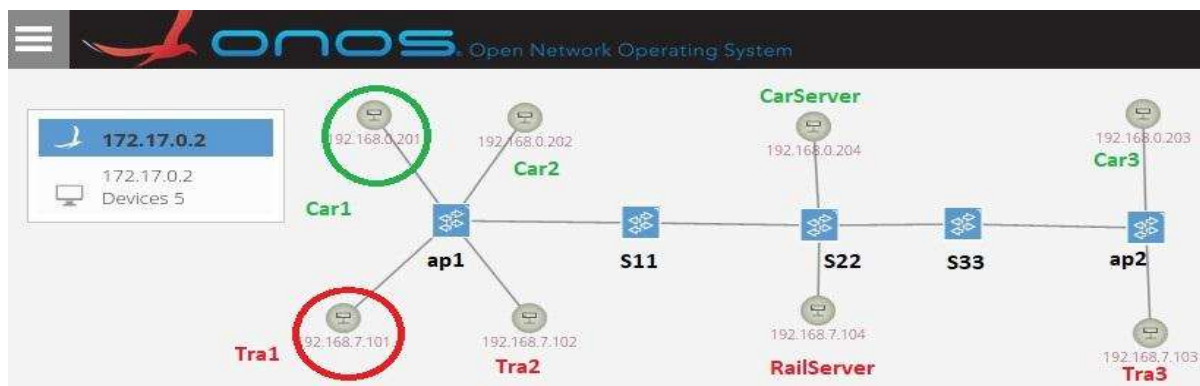 onos. Open Network Operating System
172.17.0.2
172.17.0.2
Devices 5
CarServer
192.168.0.201
192.168.0.202
192.168.0.204
192.168.0.203
Car1
Car2
Car3
ap1
S11
S22
S33
ap2
192.168.7.101
192.168.7.102
192.168.7.104
192.168.7.103
Tra1
Tra2
RailServer
Tra3